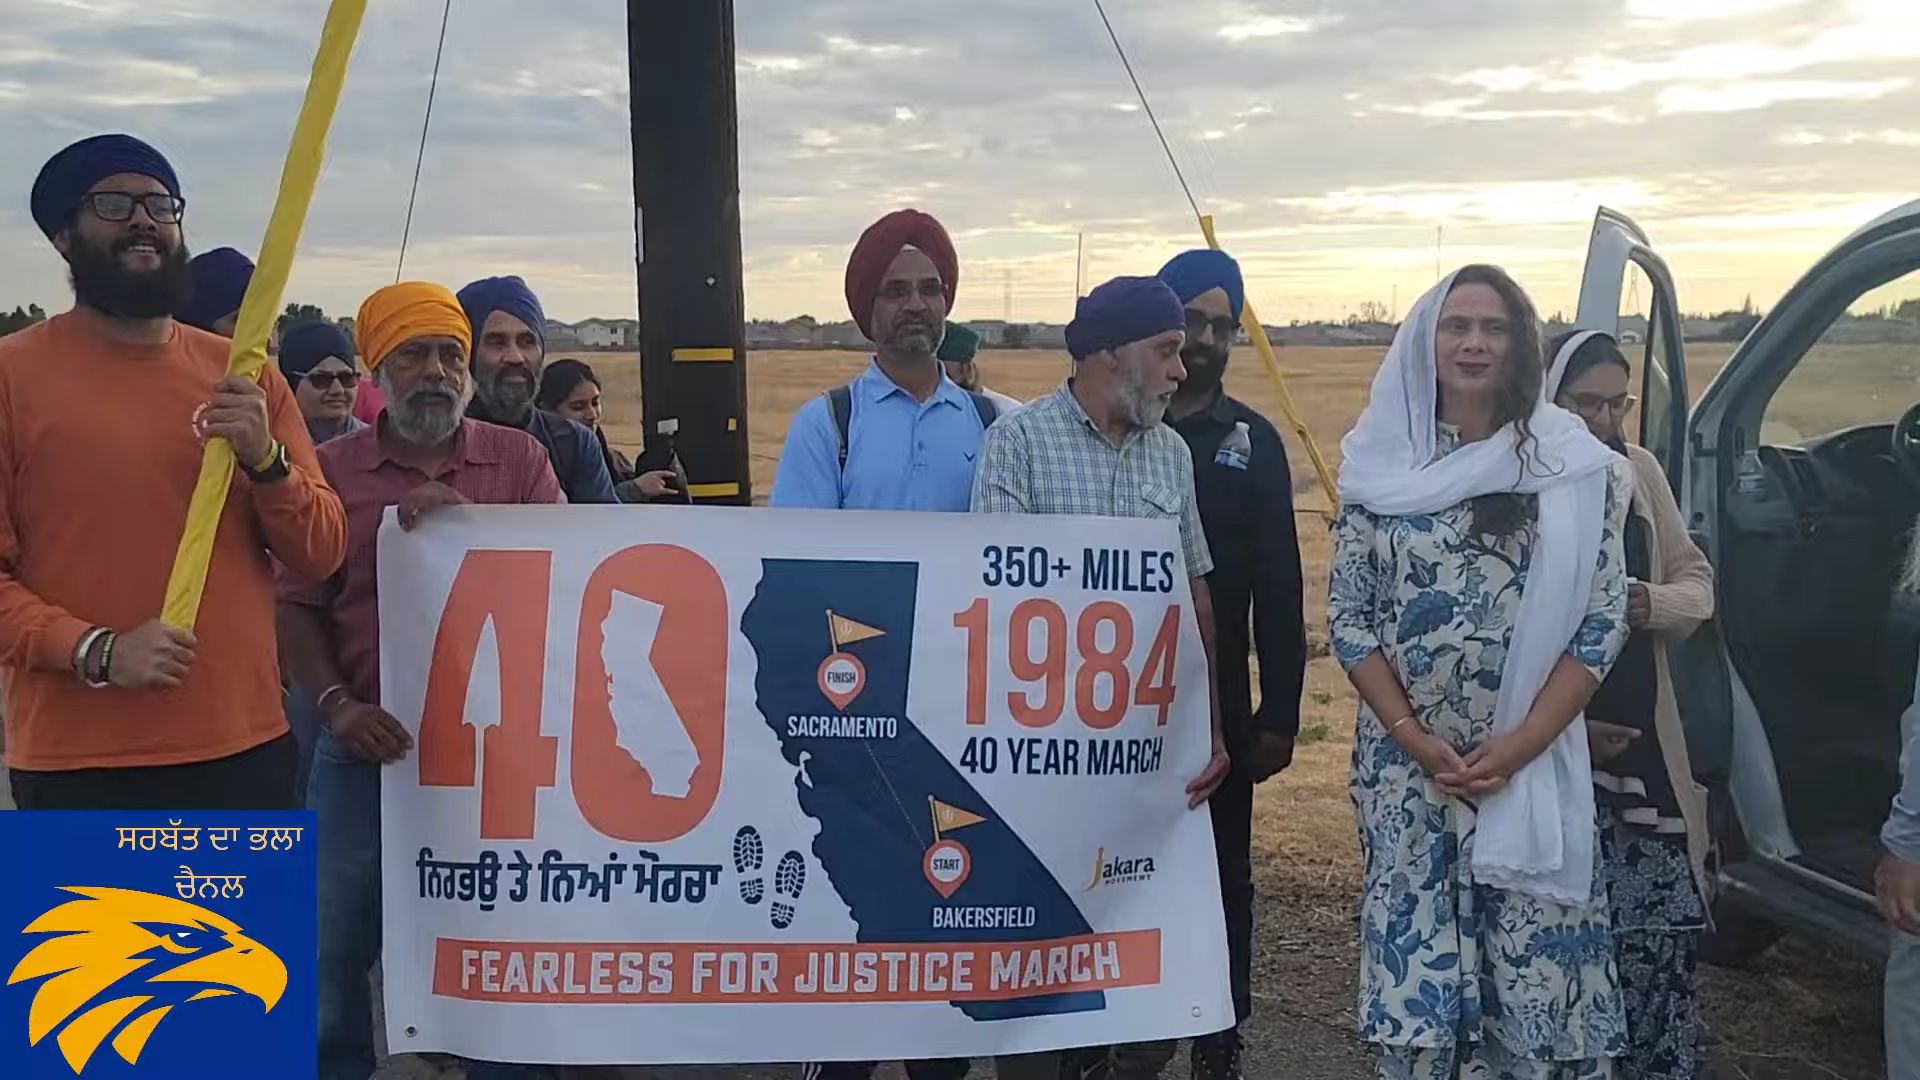 40
350+ MILES
1984
40 YEAR MARCH
FINISH
SACRAMENTO
START
BAKERSFIELD
ਨਿਰਭਉ ਤੇ ਨਿਆਂ ਮੋਰਚਾ
Jakara
MOVEMENT
FEARLESS FOR JUSTICE MARCH
ਸਰਬੱਤ ਦਾ ਭਲਾ
ਚੈਨਲ